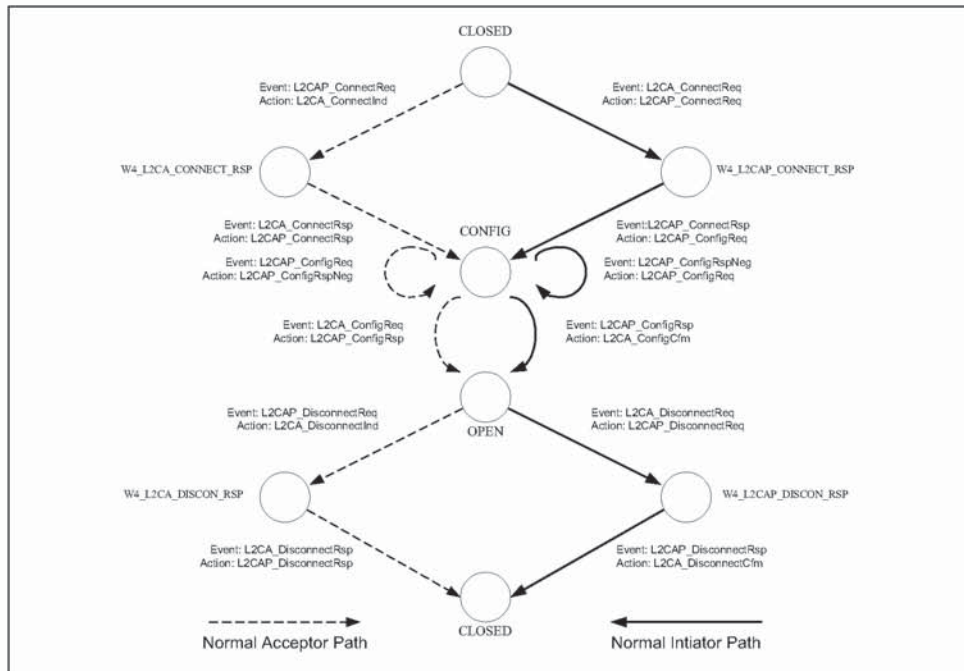 CLOSED
Event: L2CAP_ConnectReq
Action: L2CA_ConnectInd
Event: L2CA_ConnectReq
Action: L2CAP_ConnectReq
W4_L2CA_CONNECT_RSP
W4_L2CAP_CONNECT_RSP
Event: L2CA_ConnectRsp
Action: L2CAP_ConnectRsp
CONFIG
Event:L2CAP_ConnectRsp
Action: L2CAP_ConfigReq
Event: L2CAP_ConfigReq
Action: L2CAP_ConfigRspNeg
Event: L2CAP_ConfigRspNeg
Action: L2CAP_ConfigReq
Event: L2CA_ConfigReq
Action: L2CAP_ConfigRsp
Event: L2CAP_ConfigRsp
Action: L2CA_ConfigCfm
Event: L2CAP_DisconnectReq
Action: L2CA_DisconnectInd
OPEN
Event: L2CA_DisconnectReq
Action: L2CAP_DisconnectReq
W4_L2CA_DISCON_RSP
W4_L2CAP_DISCON_RSP
Event: L2CA_DisconnectRsp
Action: L2CAP_DisconnectRsp
Event: L2CAP_DisconnectRsp
Action: L2CA_DisconnectCfm
CLOSED
Normal Acceptor Path
Normal Intiator Path